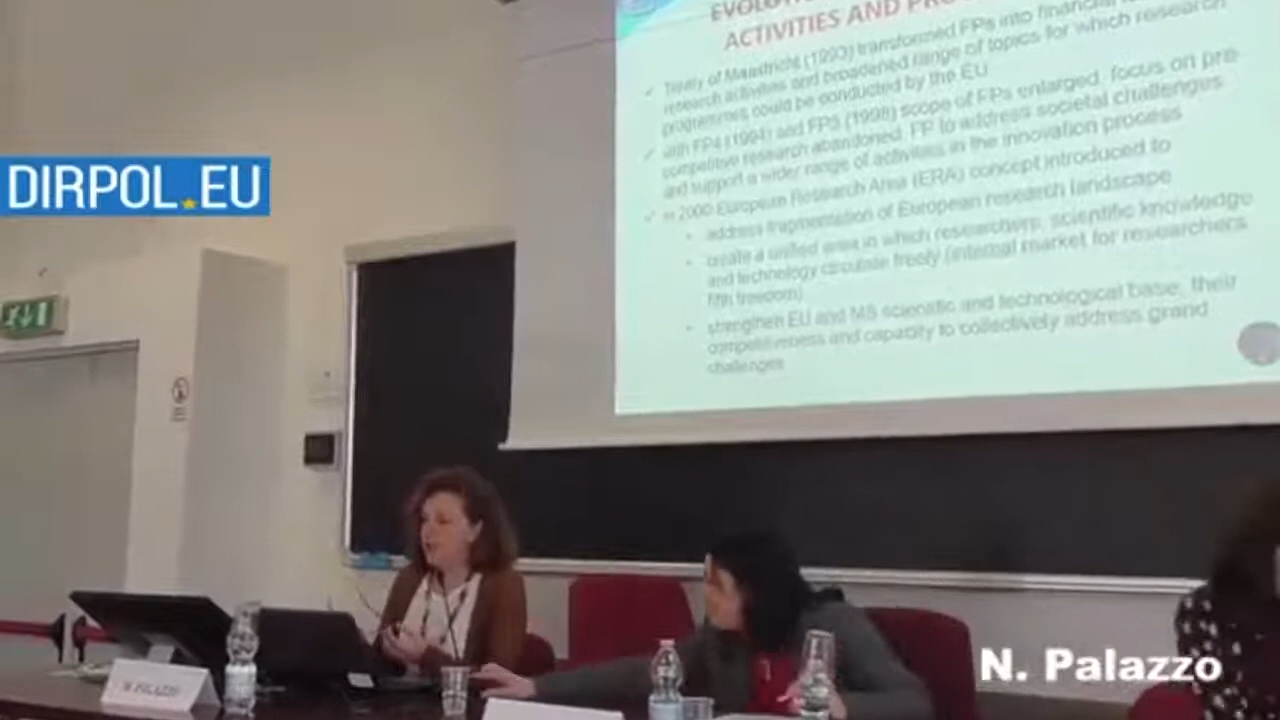 EVOLUTION
ACTIVITIES AND PRO
✓ Treaty of Maastricht (1993) transformed FPs into financial
research activities and broadened range of topics for which research
programmes could be conducted by the EU
✓ with FP4 (1994) and FP5 (1998) scope of FPs enlarged: focus on pre-
competitive research abandoned, FP to address societal challenges
and support a wider range of activities in the innovation process
✓ in 2000 European Research Area (ERA) concept introduced to
• address fragmentation of European research landscape
• create a unified area in which researchers, scientific knowledge
and technology circulate freely (internal market for researchers
fifth freedom)
• strengthen EU and MS scientific and technological base, their
competitiveness and capacity to collectively address grand
challenges
DIRPOL.EU
N. PALAZZO
N. Palazzo